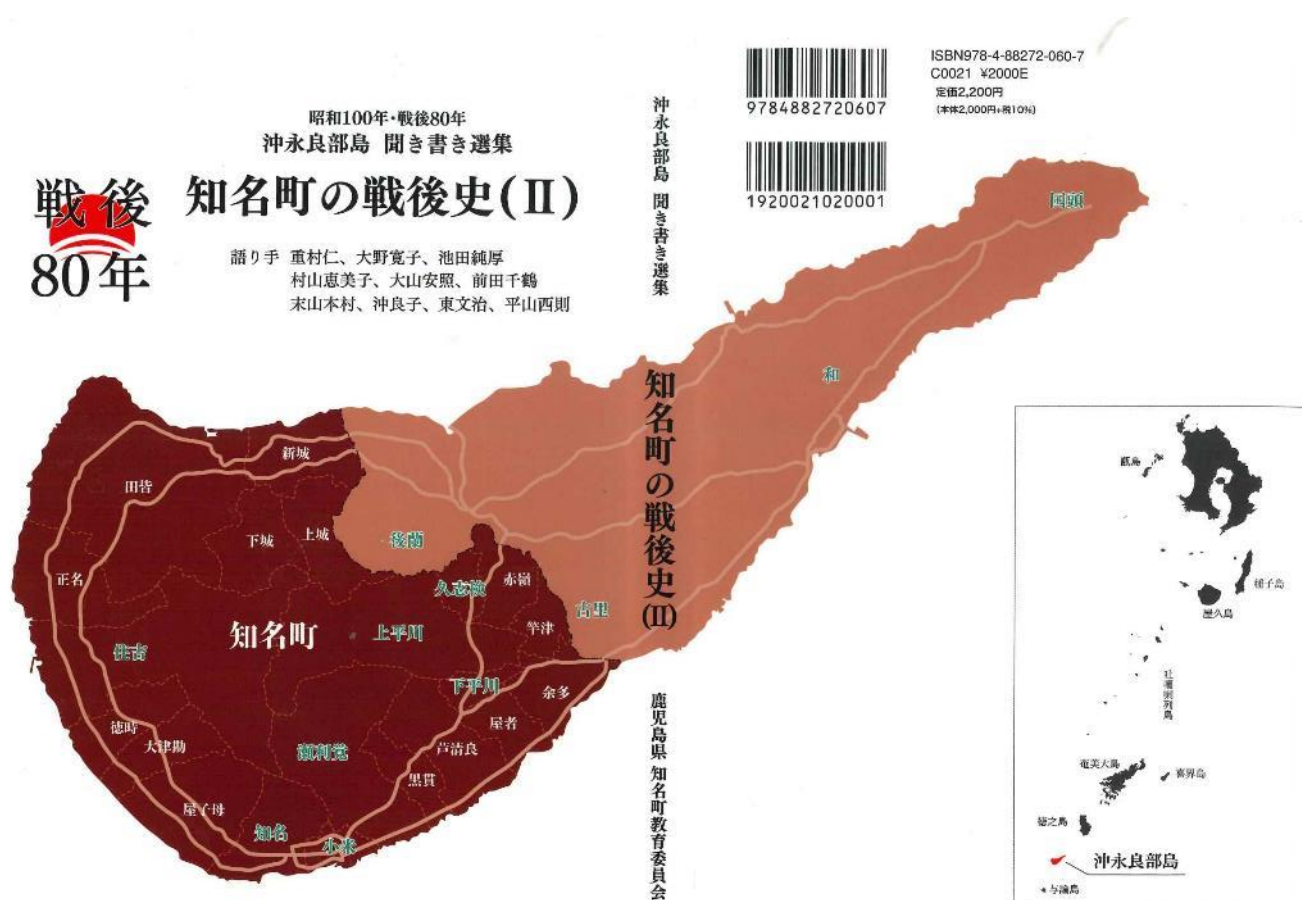 昭和100年・戦後80年
沖永良部島 聞き書き選集
知名町の戦後史(Ⅱ)
戦後
80年
語り手 重村仁、大野寛子、池田純厚
村山恵美子、大山安照、前田千鶴
末山本村、沖良子、東文治、平山西則
新城
田皆
下城
上城
後蘭
正名
久志検
赤嶺
知名町
上平川
竿津
住吉
下平川
余多
徳時
大津勘
瀬利覚
芦清良
屋者
黒貫
屋子母
知名
小米
沖永良部島 聞き書き選集
知名町の戦後史(Ⅱ)
鹿児島県 知名町教育委員会
9784882720607
1920021020001
ISBN978-4-88272-060-7
C0021 ¥2000E
定価2,200円
(本体2,000円+税10%)
国頭
和
古里
甑島
種子島
屋久島
吐噶喇列島
奄美大島
喜界島
徳之島
沖永良部島
与論島